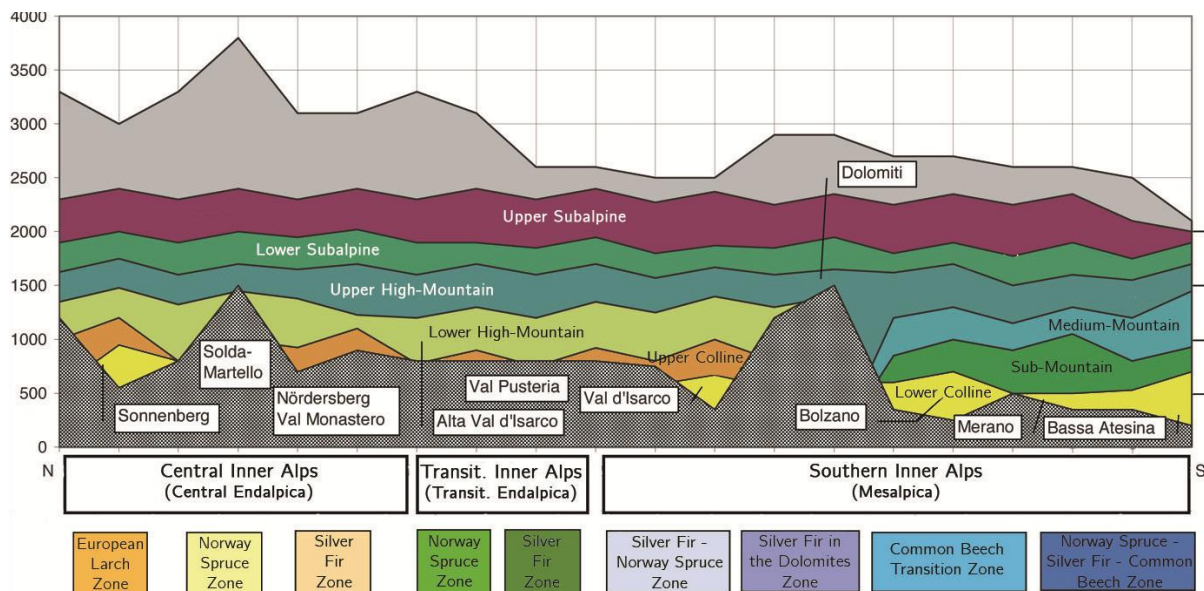 4000
3500
3000
2500
2000
1500
1000
500
0
Dolomiti
Upper Subalpine
Lower Subalpine
Upper High-Mountain
Lower High-Mountain
Medium-Mountain
Upper Colline
Sub-Mountain
Lower Colline
Solda-
Martello
Sonnenberg
Nördersberg
Val Monastero
Val Pusteria
Alta Val d'Isarco
Val d'Isarco
Bolzano
Merano
Bassa Atesina
N
S
Central Inner Alps
(Central Endalpica)
Transit. Inner Alps
(Transit. Endalpica)
Southern Inner Alps
(Mesalpica)
European
Larch
Zone
Norway
Spruce
Zone
Silver
Fir
Zone
Norway
Spruce
Zone
Silver
Fir
Zone
Silver Fir -
Norway Spruce
Zone
Silver Fir in
the Dolomites
Zone
Common Beech
Transition Zone
Norway Spruce -
Silver Fir - Common
Beech Zone